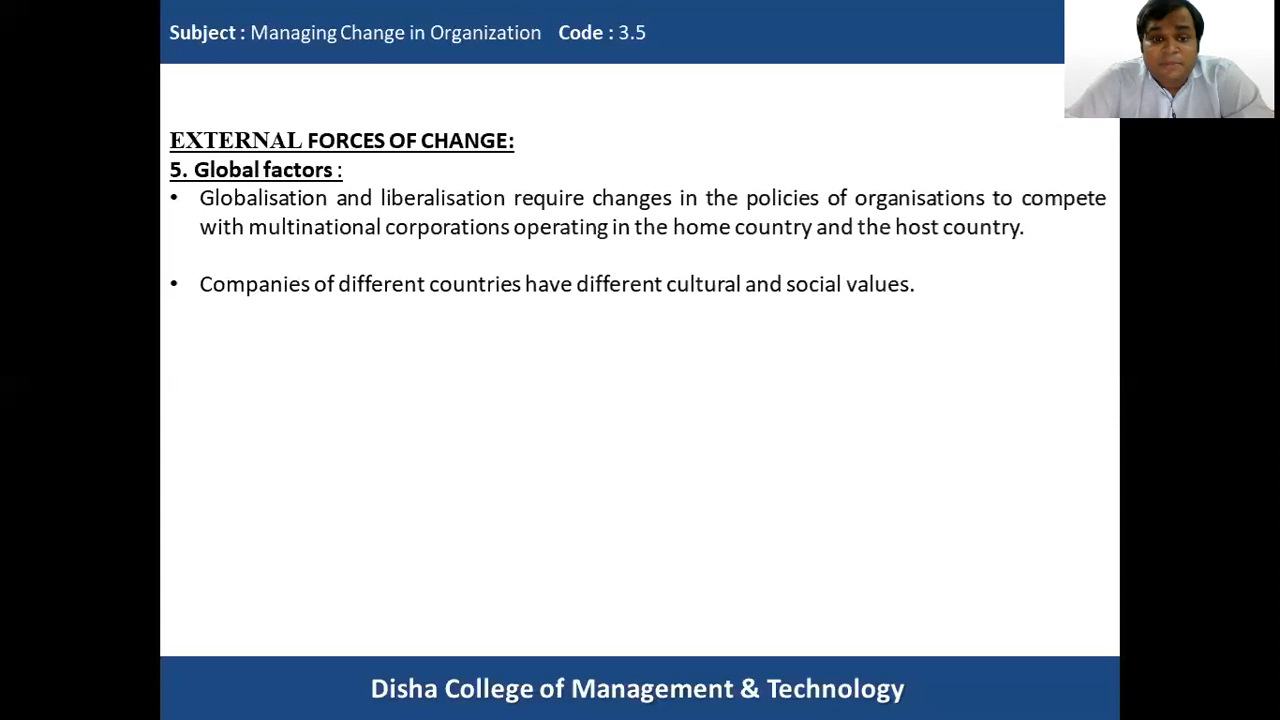 Subject : Managing Change in Organization Code : 3.5
EXTERNAL FORCES OF CHANGE:
5. Global factors :
• Globalisation and liberalisation require changes in the policies of organisations to compete
with multinational corporations operating in the home country and the host country.
• Companies of different countries have different cultural and social values.
Disha College of Management & Technology